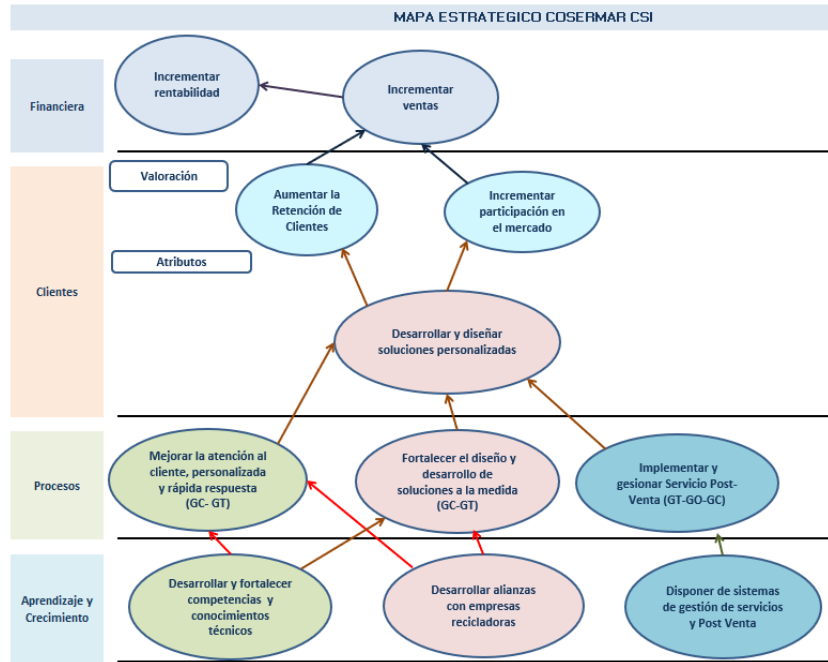 MAPA ESTRATEGICO COSERMAR CSI
Financiera
Incrementar
rentabilidad
Incrementar
ventas
Clientes
Valoración
Aumentar la
Retención de
Clientes
Incrementar
participación en
el mercado
Atributos
Desarrollar y diseñar
soluciones personalizadas
Procesos
Mejorar la atención al
cliente, personalizada
y rápida respuesta
(GC- GT)
Fortalecer el diseño y
desarrollo de
soluciones a la medida
(GC-GT)
Implementar y
gesionar Servicio Post-
Venta (GT-GO-GC)
Aprendizaje y
Crecimiento
Desarrollar y fortalecer
competencias y
conocimientos
técnicos
Desarrollar alianzas
con empresas
recicladoras
Disponer de sistemas
de gestión de servicios
y Post Venta